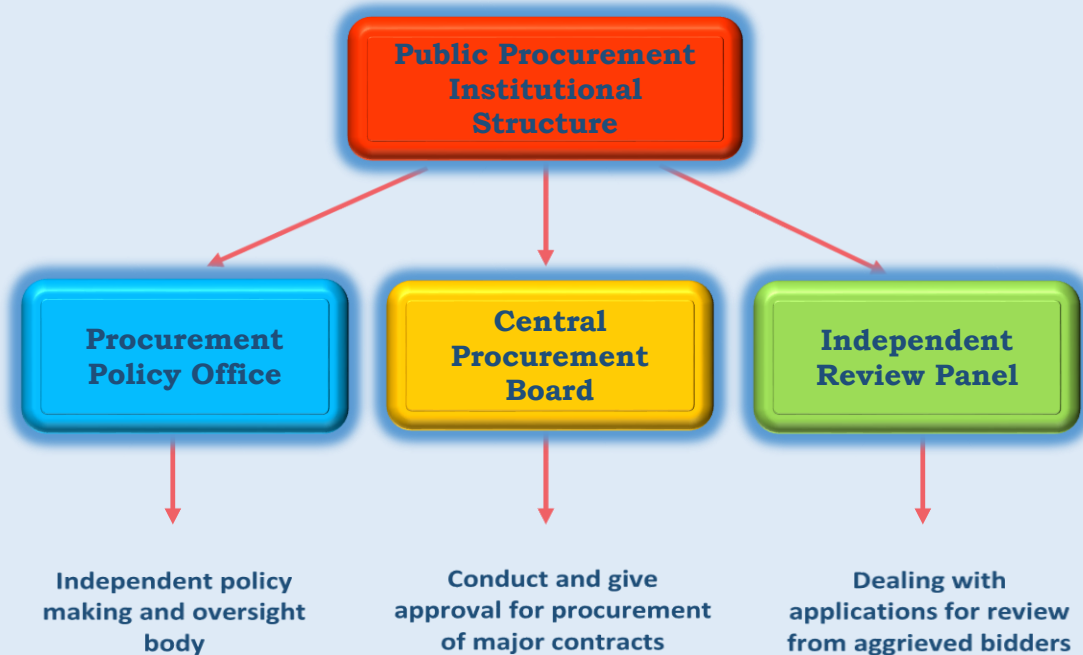 Public Procurement
Institutional
Structure
Procurement
Policy Office
Central
Procurement
Board
Independent
Review Panel
Independent policy
making and oversight
body
Conduct and give
approval for procurement
of major contracts
Dealing with
applications for review
from aggrieved bidders